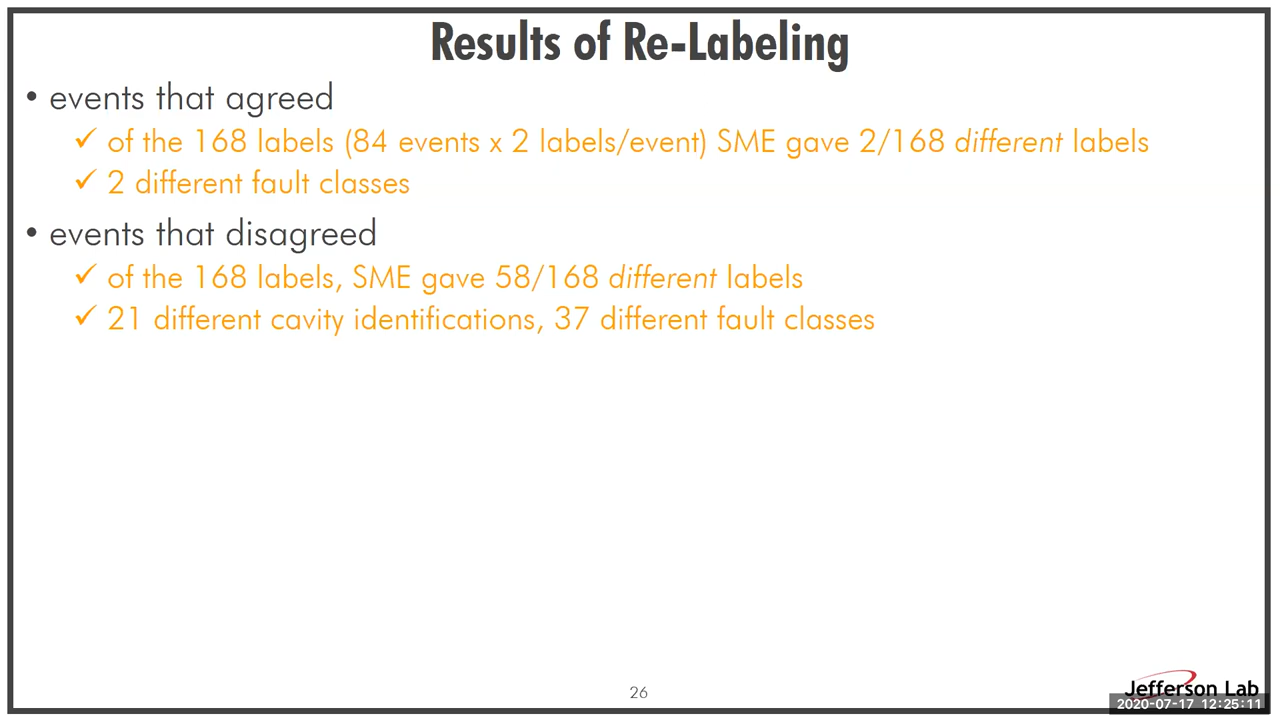 Results of Re-Labeling
• events that agreed
✓ of the 168 labels (84 events x 2 labels/event) SME gave 2/168 different labels
✓ 2 different fault classes
• events that disagreed
✓ of the 168 labels, SME gave 58/168 different labels
✓ 21 different cavity identifications, 37 different fault classes
26
Jefferson Lab
2020-07-17 12:25:11